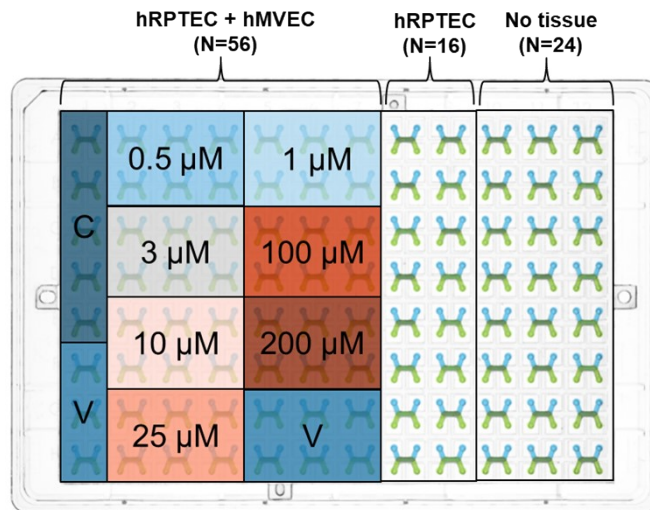 hRPTEC + hMVEC
(N=56)
hRPTEC
(N=16)
No tissue
(N=24)
C
0.5 µM
1 µM
3 µM
100 µM
10 µM
200 µM
V
25 µM
V